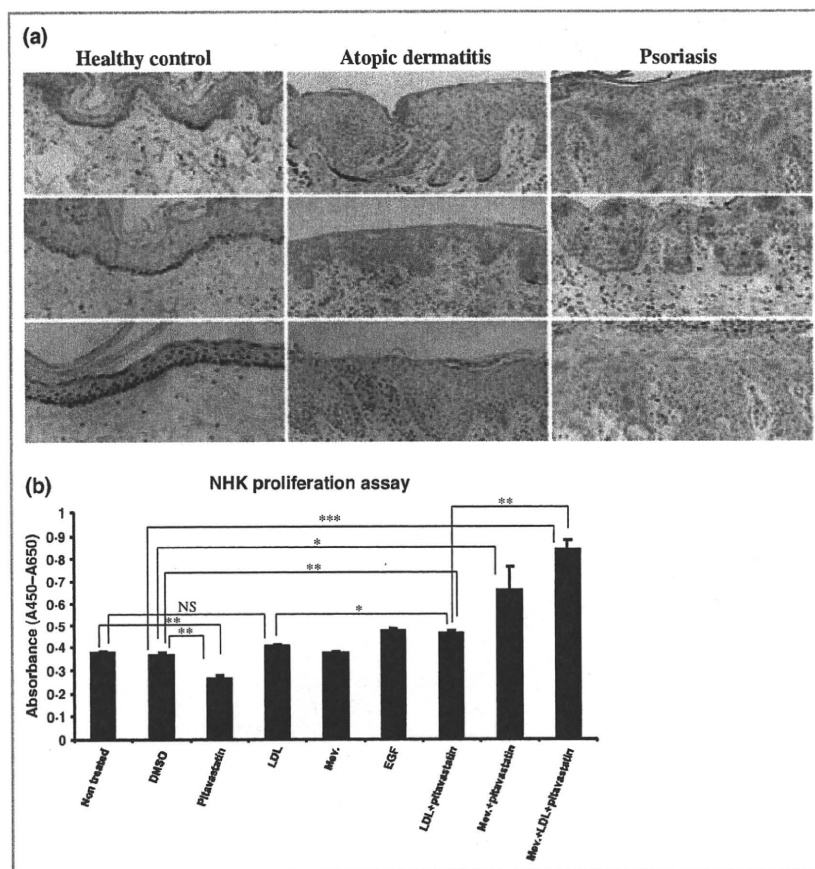 (a)
Healthy control
Atopic dermatitis
Psoriasis
(b)
NHK proliferation assay
Absorbance (A450–A650)
1
0·9
0·8
0·7
0·6
0·5
0·4
0·3
0·2
0·1
0
**
***
*
**
NS
*
**
**
Non treated
DMSO
Pitavastatin
LDL
Mev.
EGF
LDL+pitavastatin
Mev.+pitavastatin
Mev.+LDL+pitavastatin